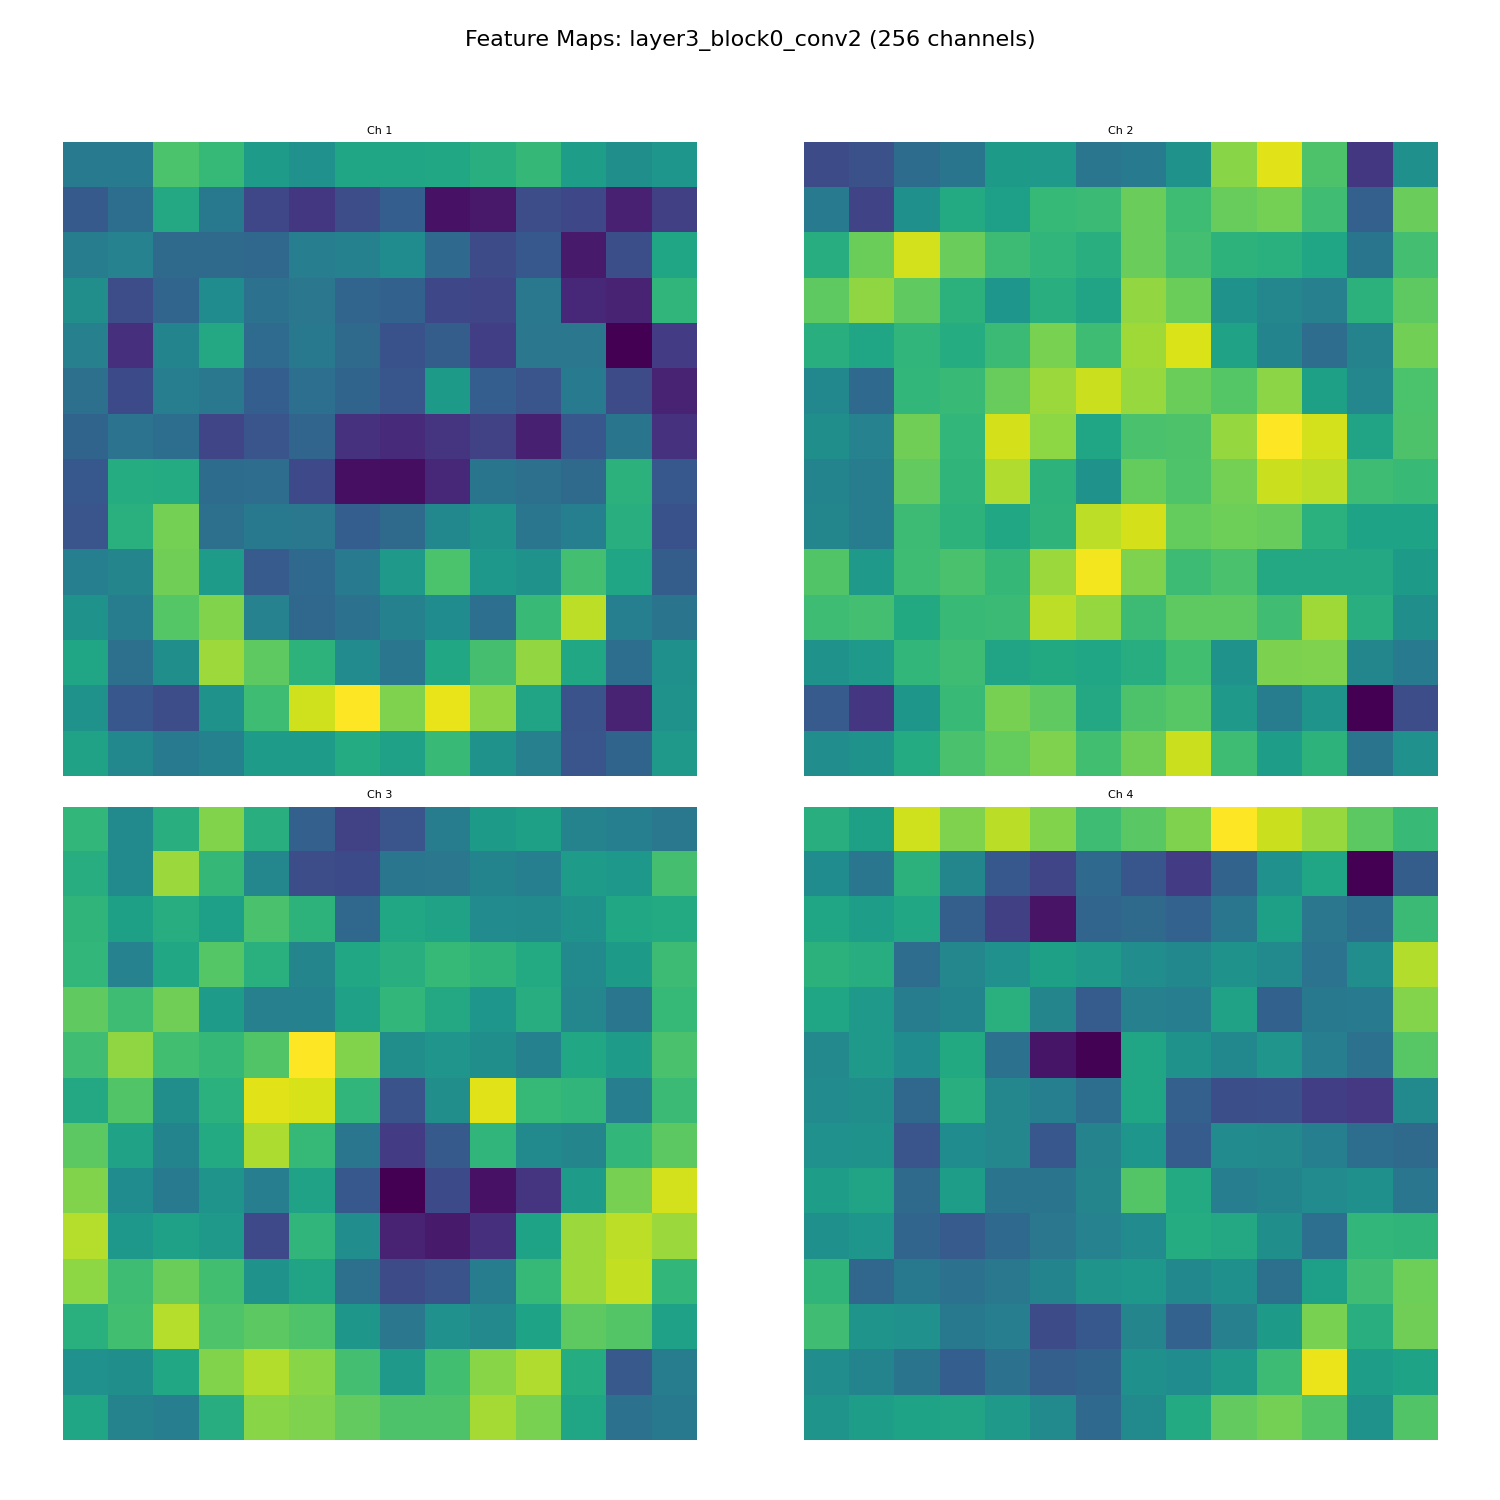 Feature Maps: layer3_block0_conv2 (256 channels)
Ch 1
Ch 2
Ch 3
Ch 4